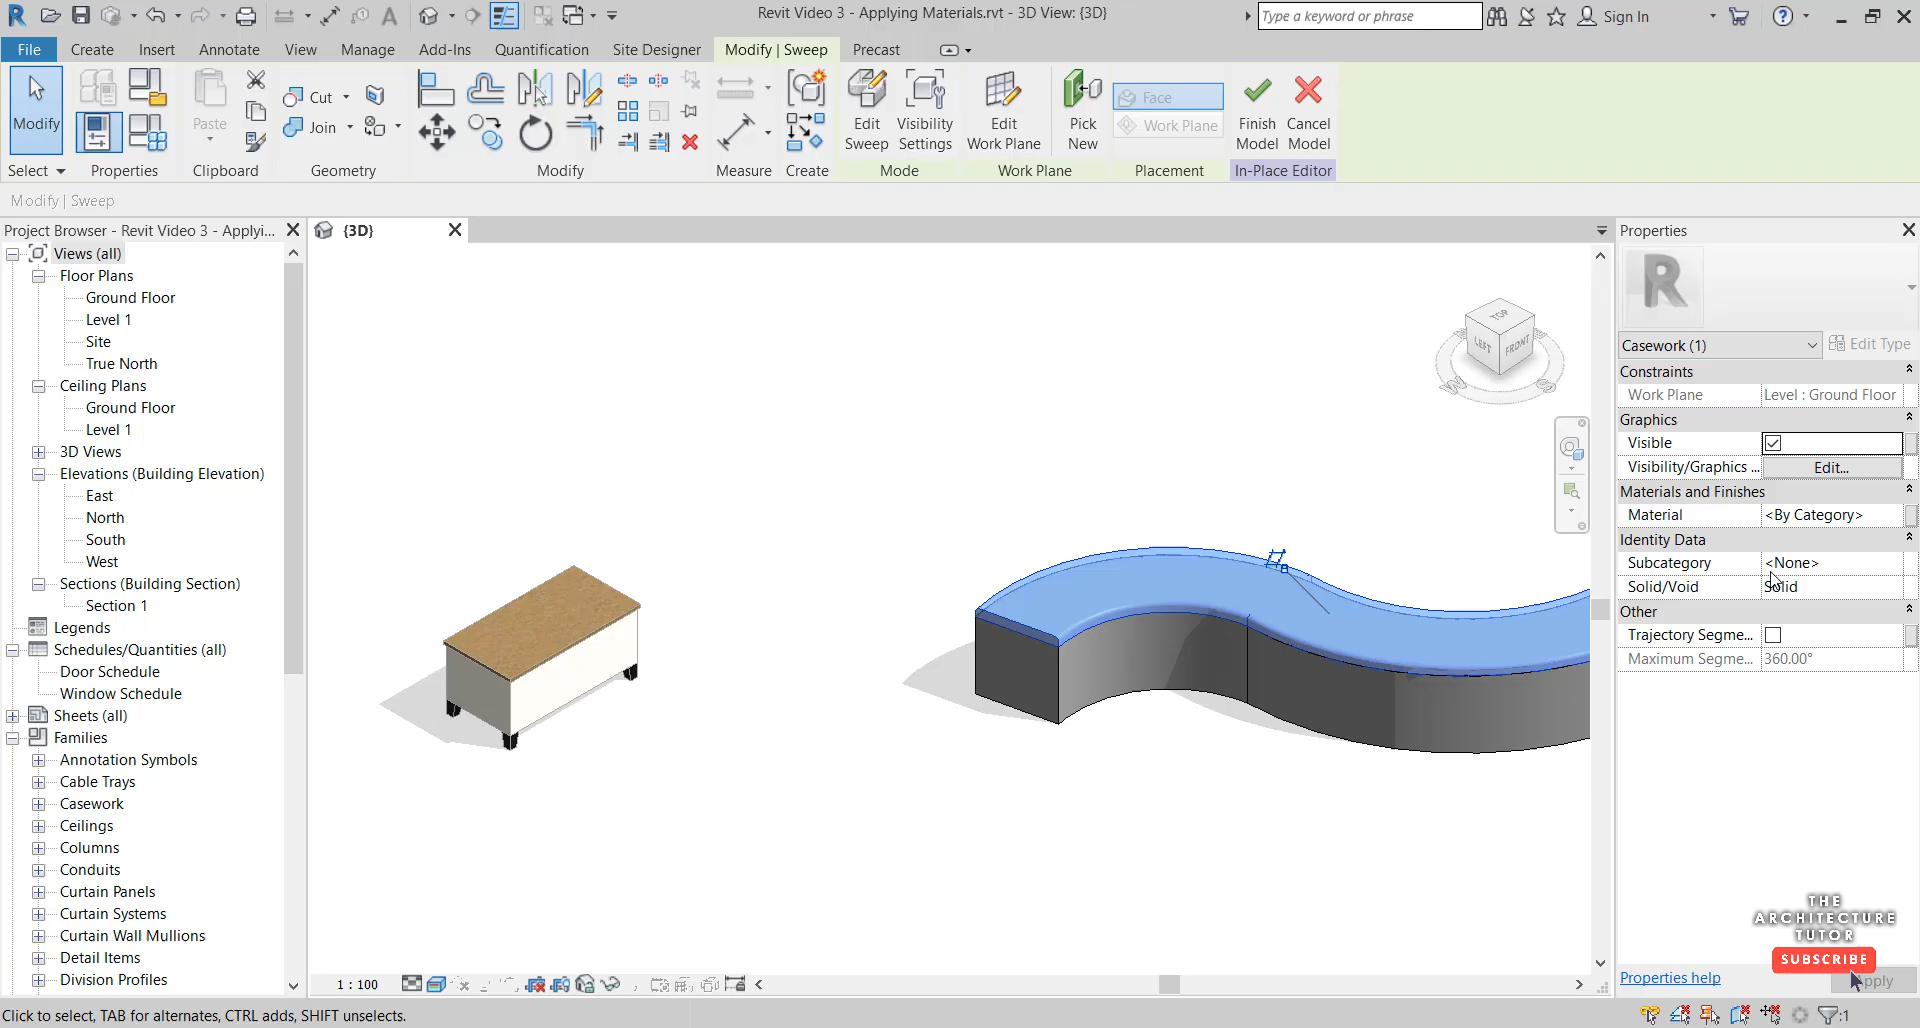 Revit Video 3 - Applying Materials.rvt - 3D View: {3D}
Type a keyword or phrase
Sign In
File Create Insert Annotate View Manage Add-Ins Quantification Site Designer Modify | Sweep Precast
Modify
Paste
Cut
Join
Edit Sweep
Visibility Settings
Edit Work Plane
Pick New
Face
Work Plane
Finish Model
Cancel Model
Select Properties Clipboard Geometry Modify Measure Create Mode Work Plane Placement In-Place Editor
Modify | Sweep
Project Browser - Revit Video 3 - Applyi...
Views (all)
Floor Plans
Ground Floor
Level 1
Site
True North
Ceiling Plans
Ground Floor
Level 1
3D Views
Elevations (Building Elevation)
East
North
South
West
Sections (Building Section)
Section 1
Legends
Schedules/Quantities (all)
Door Schedule
Window Schedule
Sheets (all)
Families
Annotation Symbols
Cable Trays
Casework
Ceilings
Columns
Conduits
Curtain Panels
Curtain Systems
Curtain Wall Mullions
Detail Items
Division Profiles
{3D}
TOP
LEFT FRONT
W S
1 : 100
Properties
R
Casework (1) Edit Type
Constraints
Work Plane Level : Ground Floor
Graphics
Visible
Visibility/Graphics ... Edit...
Materials and Finishes
Material <By Category>
Identity Data
Subcategory <None>
Solid/Void Solid
Other
Trajectory Segme...
Maximum Segme... 360.00°
THE
ARCHITECTURE
TUTOR
SUBSCRIBE
Properties help
Click to select, TAB for alternates, CTRL adds, SHIFT unselects.
:1